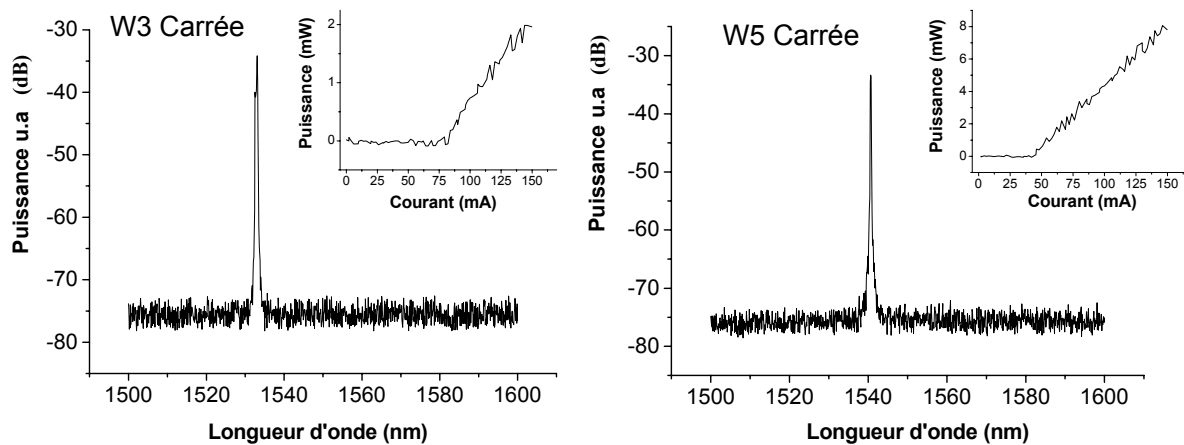 W3 Carrée
Puissance u.a (dB)
-30
-40
-50
-60
-70
-80
1500 1520 1540 1560 1580 1600
Longueur d'onde (nm)
Puissance (mW)
2
1
0
0 25 50 75 100 125 150
Courant (mA)
W5 Carrée
Puissance u.a (dB)
-30
-40
-50
-60
-70
-80
1500 1520 1540 1560 1580 1600
Longueur d'onde (nm)
Puissance (mW)
8
6
4
2
0
0 25 50 75 100 125 150
Courant (mA)